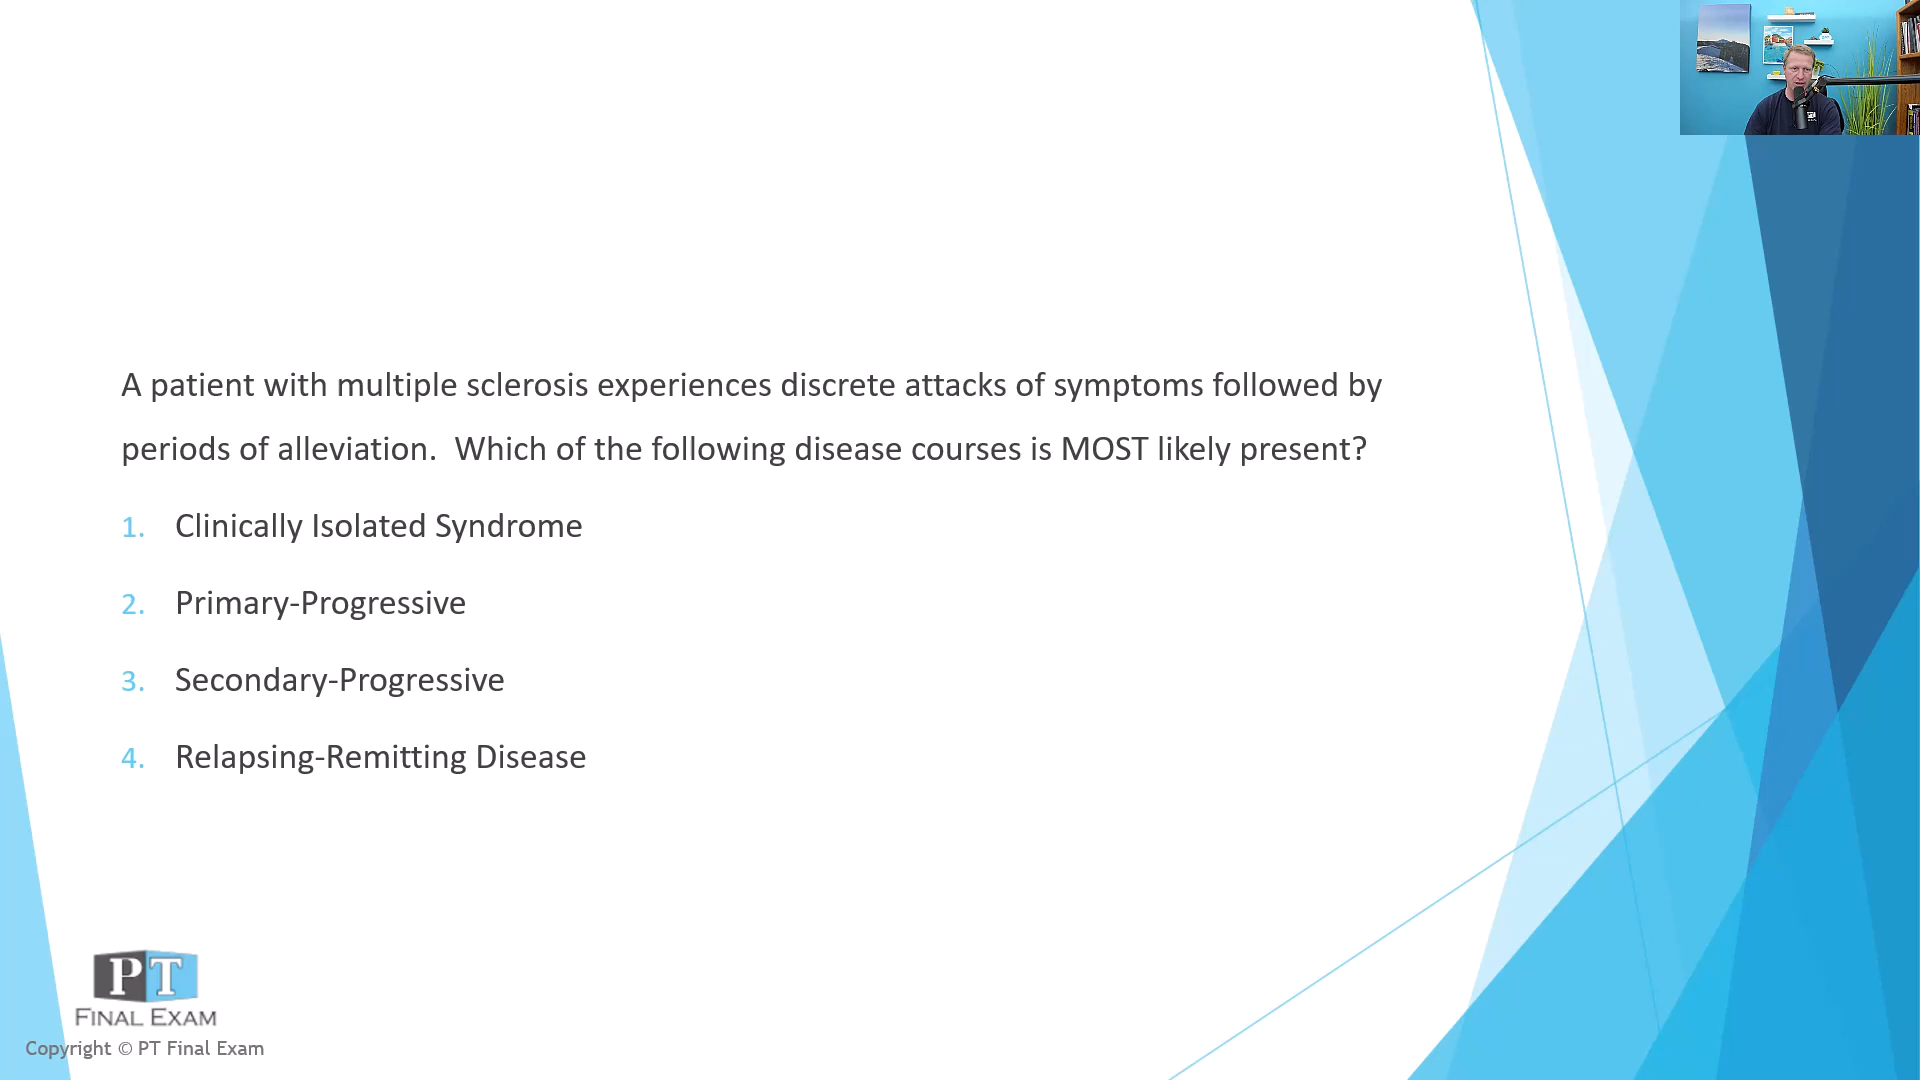 A patient with multiple sclerosis experiences discrete attacks of symptoms followed by
periods of alleviation.  Which of the following disease courses is MOST likely present?
1. Clinically Isolated Syndrome
2. Primary-Progressive
3. Secondary-Progressive
4. Relapsing-Remitting Disease
PT
FINAL EXAM
Copyright © PT Final Exam